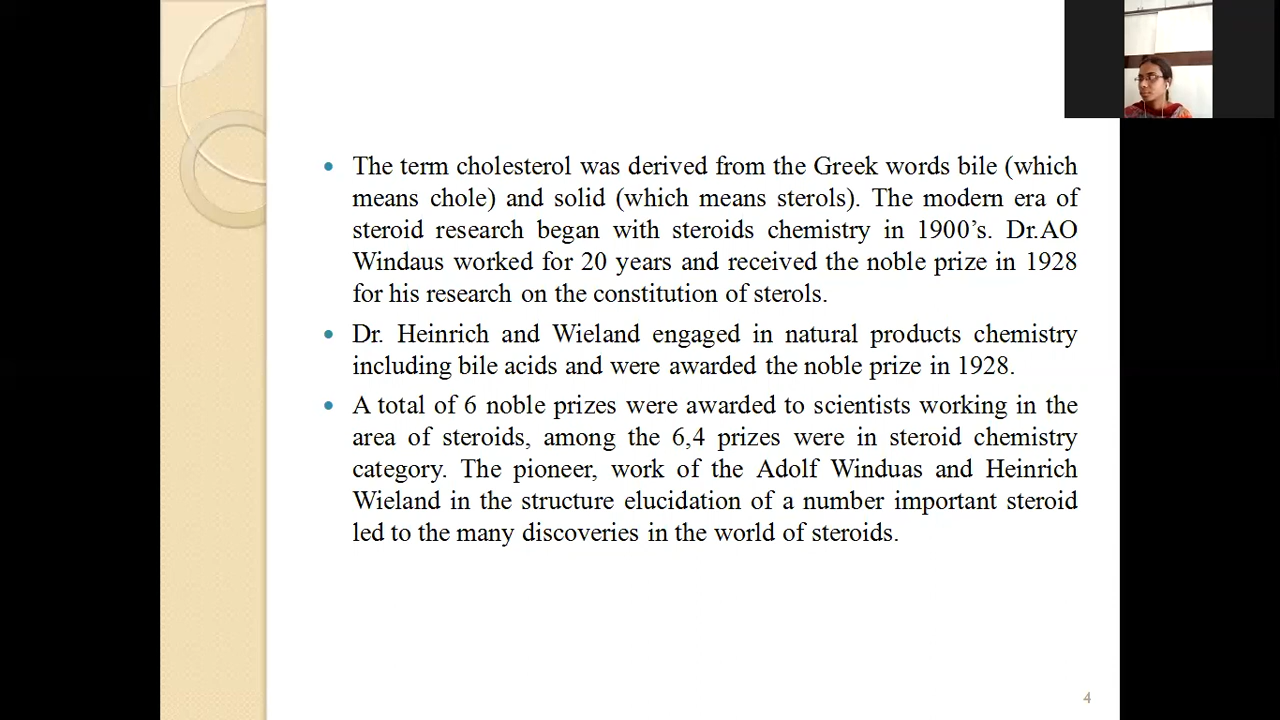 The term cholesterol was derived from the Greek words bile (which
means chole) and solid (which means sterols). The modern era of
steroid research began with steroids chemistry in 1900’s. Dr.AO
Windaus worked for 20 years and received the noble prize in 1928
for his research on the constitution of sterols.
Dr. Heinrich and Wieland engaged in natural products chemistry
including bile acids and were awarded the noble prize in 1928.
A total of 6 noble prizes were awarded to scientists working in the
area of steroids, among the 6,4 prizes were in steroid chemistry
category. The pioneer, work of the Adolf Winduas and Heinrich
Wieland in the structure elucidation of a number important steroid
led to the many discoveries in the world of steroids.
4